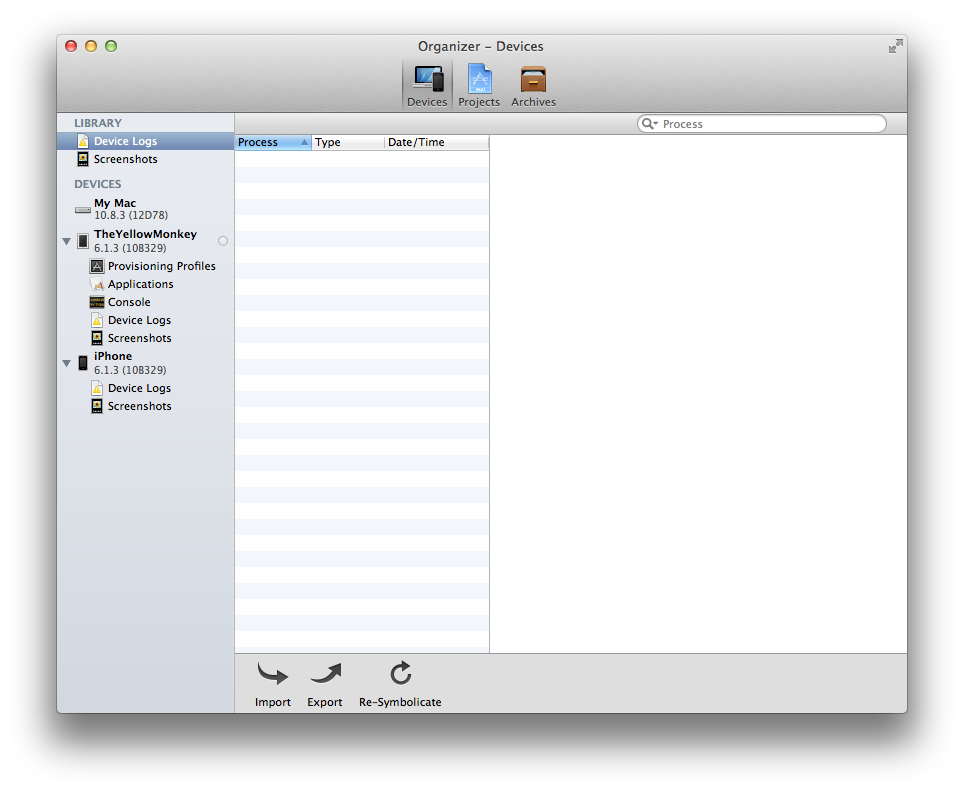 Organizer – Devices
Devices Projects Archives
LIBRARY
Process
Device Logs
Process Type Date/Time
Screenshots
DEVICES
My Mac
10.8.3 (12D78)
TheYellowMonkey
6.1.3 (10B329)
Provisioning Profiles
Applications
Console
Device Logs
Screenshots
iPhone
6.1.3 (10B329)
Device Logs
Screenshots
Import Export Re-Symbolicate